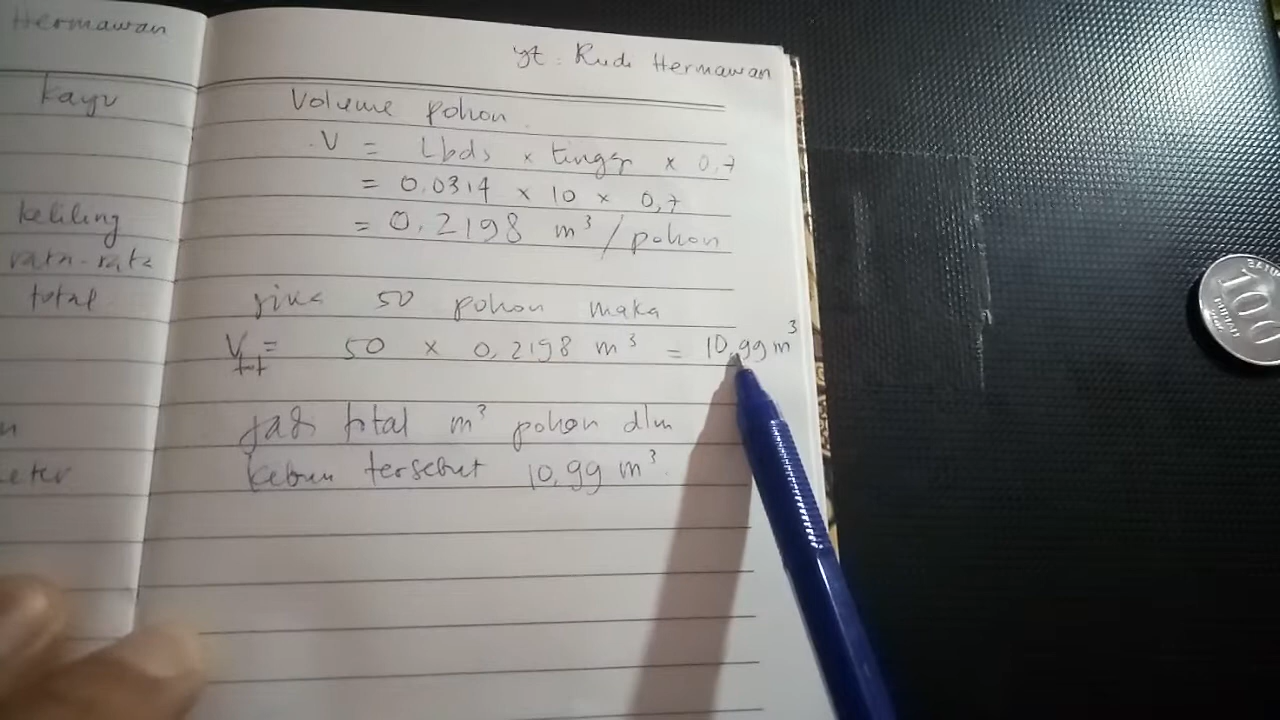 Hermawan
kayu
keliling
rata-rata
total
n
eter
yt : Rudi Hermawan
Volume pohon
V = Lbds x tinggi x 0,7
= 0.0314 x 10 x 0,7
= 0,2198 m³/pohon
jika 50 pohon maka
Vtot = 50 x 0,2198 m³ = 10,99 m³
jadi total m³ pohon dlm
kebun tersebut 10,99 m³.
100